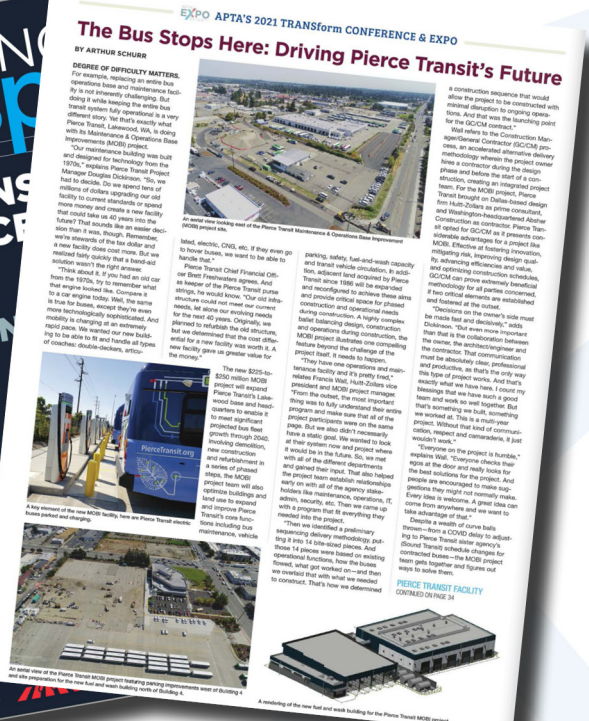 EXPO APTA'S 2021 TRANSform CONFERENCE & EXPO
The Bus Stops Here: Driving Pierce Transit's Future
BY ARTHUR SCHURR
DEGREE OF DIFFICULTY MATTERS.
For example, replacing an entire bus
operations base and maintenance facil-
ity is not inherently challenging. But
doing it while keeping the entire bus
transit system fully operational is a very
different story. Yet that's exactly what
Pierce Transit, Lakewood, WA, is doing
with its Maintenance & Operations Base
Improvements (MOBI) project.
"Our maintenance building was built
and designed for technology from the
1970s," explains Pierce Transit Project
Manager Douglas Dickinson. "So, we
had to decide. Do we spend tens of
millions of dollars upgrading our old
facility to current standards or spend
more money and create a new facility
that could take us 40 years into the
future? That sounds like an easier deci-
sion than it was, though. Remember,
we're stewards of the tax dollar and
a new facility does cost more. But we
realized fairly quickly that a band-aid
solution wasn't the right answer.
"Think about it. If you had an old car
from the 1970s, try to remember what
that engine looked like. Compare it
to a car engine today. Well, the same
is true for buses, except they're even
more technologically sophisticated. And
mobility is changing at an extremely
rapid pace. We wanted our new build-
ing to be able to fit and handle all types
of coaches: double-deckers, articu-
An aerial view looking east of the Pierce Transit Maintenance & Operations Base Improvement
(MOBI) project site.
lated, electric, CNG, etc. If they even go
to hover buses, we want to be able to
handle that."
Pierce Transit Chief Financial Offi-
cer Brett Freshwaters agrees. And
as keeper of the Pierce Transit purse
strings, he would know. "Our old infra-
structure could not meet our current
needs, let alone our evolving needs
for the next 40 years. Originally, we
planned to refurbish the old structure,
but we determined that the cost differ-
ential for a new facility was worth it. A
new facility gave us greater value for
the money."
The new $225-to-
$250 million MOBI
project will expand
Pierce Transit's Lake-
wood base and head-
quarters to enable it
to meet significant
projected bus fleet
growth through 2040.
Involving demolition,
new construction
and refurbishment in
a series of phased
steps, the MOBI
project team will also
optimize buildings and
land use to expand
and improve Pierce
Transit's core func-
tions including bus
maintenance, vehicle
PierceTransit.org
A key element of the new MOBI facility, here are Pierce Transit electric
buses parked and charging.
An aerial view of the Pierce Transit MOBI project featuring parking improvements west of Building 4
and site preparation for the new fuel and wash building north of Building 4.
parking, safety, fuel-and-wash capacity
and transit vehicle circulation. In addi-
tion, adjacent land acquired by Pierce
Transit since 1986 will be expanded
and reconfigured to achieve these aims
and provide critical space for phased
construction and operational needs
during construction. A highly complex
ballet balancing design, construction
and operations during construction, the
MOBI project illustrates one compelling
feature beyond the challenge of the
project itself. It needs to happen.
"They have one operations and main-
tenance facility and it's pretty tired,"
relates Francis Wall, Huitt-Zollars vice
president and MOBI project manager.
"From the outset, the most important
thing was to fully understand their entire
program and make sure that all of the
project participants were on the same
page. But we also didn't necessarily
have a static goal. We wanted to look
at their system now and project where
it would be in the future. So, we met
with all of the different departments
and gained their input. That also helped
the project team establish relationships
early on with all of the agency stake-
holders like maintenance, operations, IT,
admin, security, etc. Then we came up
with a program that fit everything they
needed into the project.
"Then we identified a preliminary
sequencing delivery methodology, put-
ting it into 14 bite-sized pieces. And
those 14 pieces were based on existing
operational functions, how the buses
flowed, what got worked on—and then
we overlaid that with what we needed
to construct. That's how we determined
a construction sequence that would
allow the project to be constructed with
minimal disruption to ongoing opera-
tions. And that was the launching point
for the GC/CM contract."
Wall refers to the Construction Man-
ager/General Contractor (GC/CM) pro-
cess, an accelerated alternative delivery
methodology wherein the project owner
hires a contractor during the design
phase and before the start of a con-
struction, creating an integrated project
team. For the MOBI project, Pierce
Transit brought on Dallas-based design
firm Huitt-Zollars as prime consultant,
and Washington-headquartered Absher
Construction as contractor. Pierce Tran-
sit opted for GC/CM as it presents con-
siderable advantages for a project like
MOBI. Effective at fostering innovation,
mitigating risk, improving design qual-
ity, advancing efficiencies and value,
and optimizing construction schedules,
GC/CM can prove extremely beneficial
methodology for all parties concerned,
if two critical elements are established
and fostered at the outset.
"Decisions on the owner's side must
be made fast and decisively," adds
Dickinson. "But even more important
than that is the collaboration between
the owner, the architect/engineer and
the contractor. That communication
must be absolutely clear, professional
and productive, as that's the only way
this type of project works. And that's
exactly what we have here. I count my
blessings that we have such a good
team and work so well together. But
that's something we built, something
we worked at. This is a multi-year
project. Without that kind of communi-
cation, respect and camaraderie, it just
wouldn't work."
"Everyone on the project is humble,"
explains Wall. "Everyone checks their
egos at the door and really looks for
the best solutions for the project. And
people are encouraged to make sug-
gestions they might not normally make.
Every idea is welcome. A great idea can
come from anywhere and we want to
take advantage of that."
Despite a wealth of curve balls
thrown—from a COVID delay to adjust-
ing to Pierce Transit sister agency's
(Sound Transit) schedule changes for
contracted buses—the MOBI project
team gets together and figures out
ways to solve them.
PIERCE TRANSIT FACILITY
CONTINUED ON PAGE 34
A rendering of the new fuel and wash building for the Pierce Transit MOBI project.